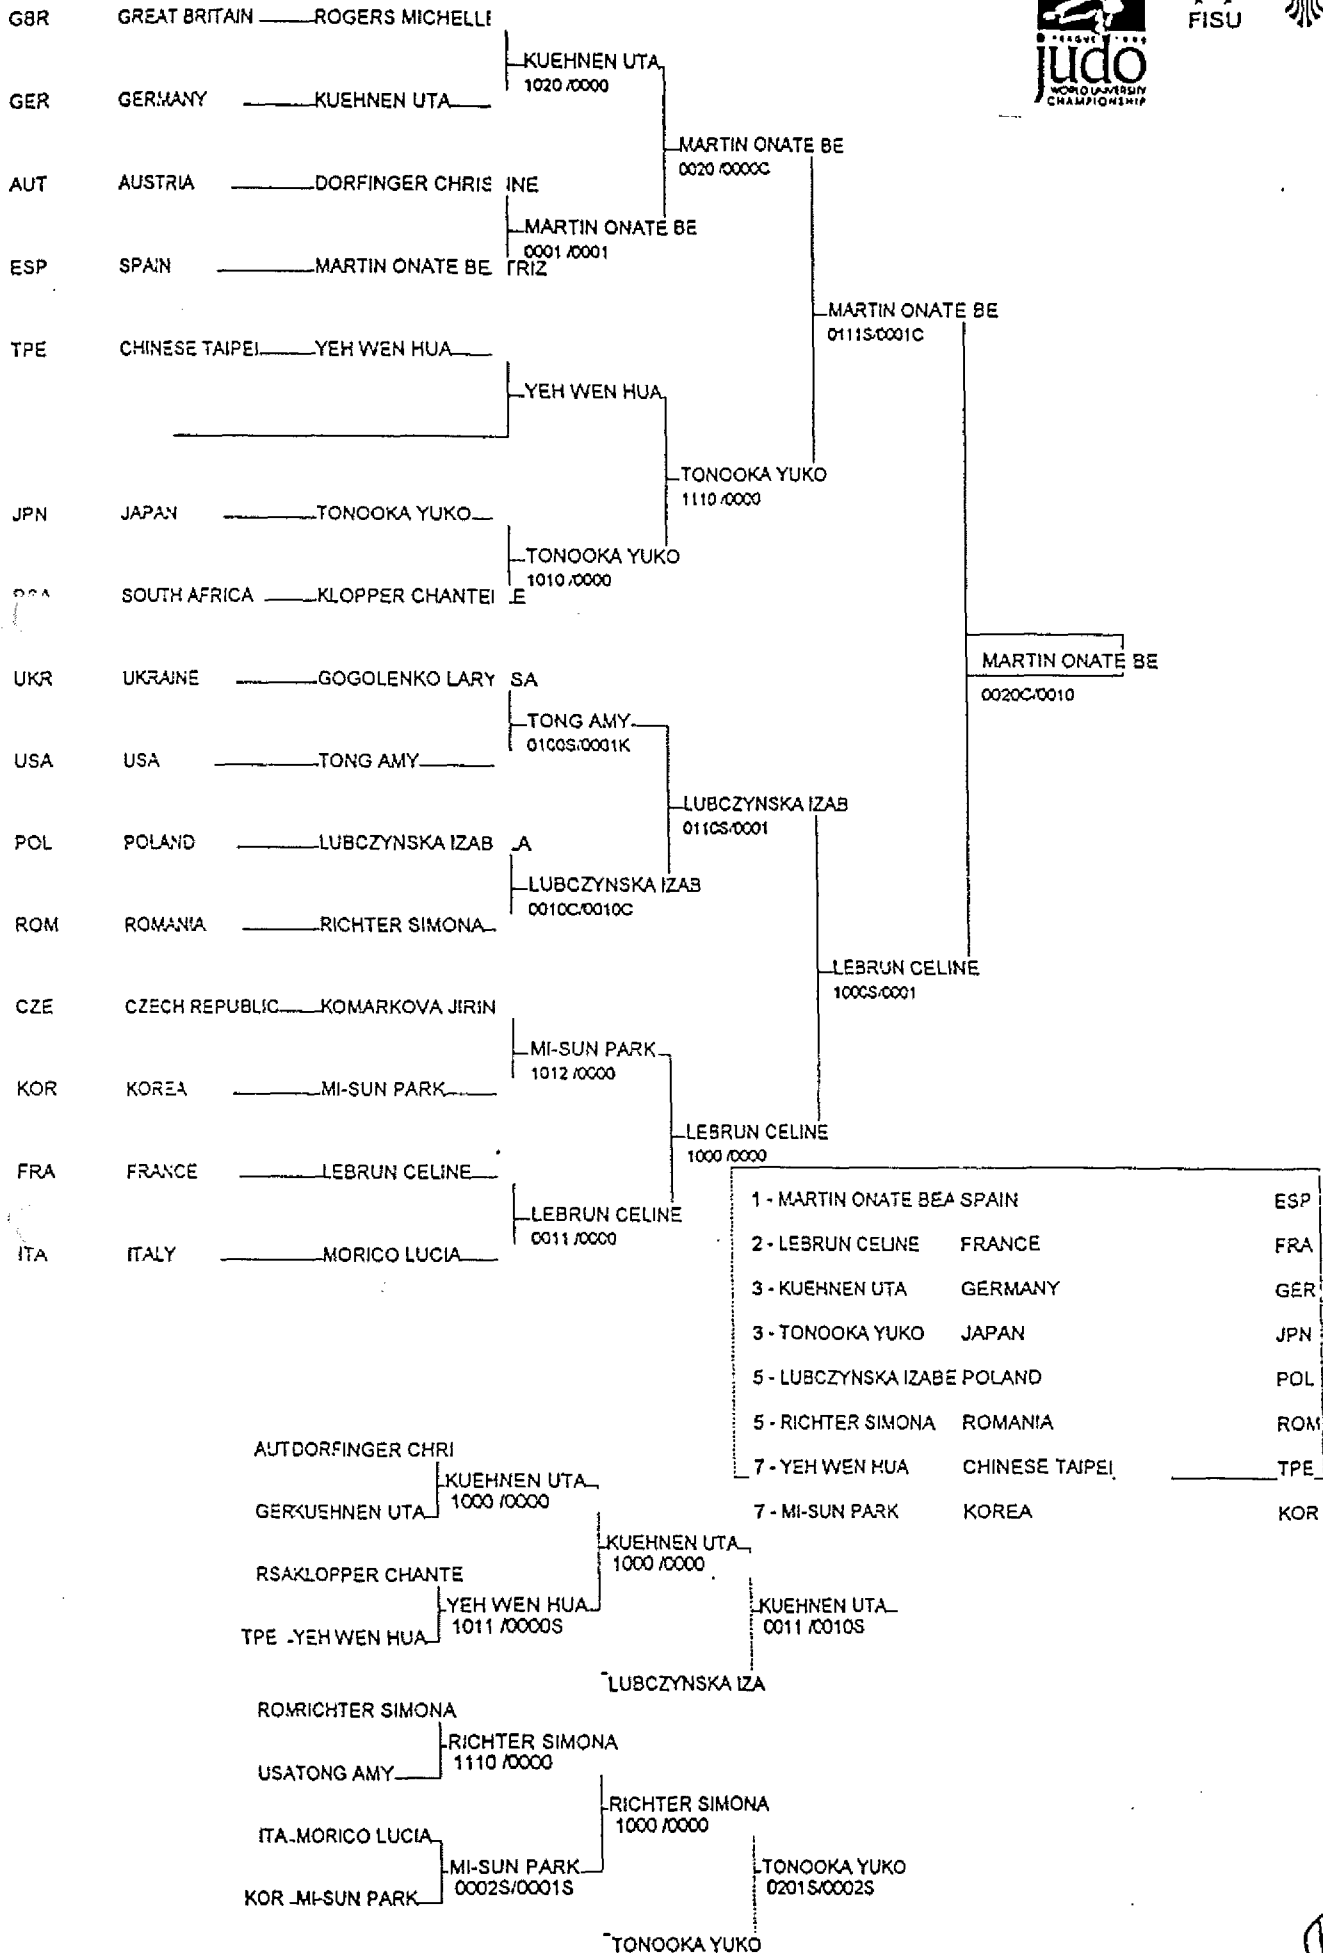 GBR GREAT BRITAIN ROGERS MICHELLE
FISU
KUEHNEN UTA
1020 /0000
judo
WORLD UNIVERSITY
CHAMPIONSHIP
GER GERMANY KUEHNEN UTA
MARTIN ONATE BE
0020 /0000C
AUT AUSTRIA DORFINGER CHRIS INE
MARTIN ONATE BE
0001 /0001
ESP SPAIN MARTIN ONATE BE TRIZ
MARTIN ONATE BE
0111S/0001C
TPE CHINESE TAIPEI YEH WEN HUA
YEH WEN HUA
TONOOKA YUKO
1110 /0000
JPN JAPAN TONOOKA YUKO
TONOOKA YUKO
1010 /0000
SOUTH AFRICA KLOPPER CHANTEL E
MARTIN ONATE BE
0020C/0010
UKR UKRAINE GOGOLENKO LARY SA
TONG AMY
0100S/0001K
USA USA TONG AMY
LUBCZYNSKA IZAB
0110S/0001
POL POLAND LUBCZYNSKA IZAB LA
LUBCZYNSKA IZAB
0010C/0010C
ROM ROMANIA RICHTER SIMONA
LEBRUN CELINE
1000S/0001
CZE CZECH REPUBLIC KOMARKOVA JIRIN
MI-SUN PARK
1012 /0000
KOR KOREA MI-SUN PARK
LEBRUN CELINE
1000 /0000
FRA FRANCE LEBRUN CELINE
LEBRUN CELINE
0011 /0000
ITA ITALY MORICO LUCIA
1 - MARTIN ONATE BEA SPAIN ESP
2 - LEBRUN CELINE FRANCE FRA
3 - KUEHNEN UTA GERMANY GER
3 - TONOOKA YUKO JAPAN JPN
5 - LUBCZYNSKA IZABE POLAND POL
5 - RICHTER SIMONA ROMANIA ROM
7 - YEH WEN HUA CHINESE TAIPEI TPE
7 - MI-SUN PARK KOREA KOR
AUT DORFINGER CHRI
KUEHNEN UTA
1000 /0000
GER KUEHNEN UTA
KUEHNEN UTA
1000 /0000
RSA KLOPPER CHANTE
YEH WEN HUA
1011 /0000S
KUEHNEN UTA
0011 /0010S
TPE - YEH WEN HUA
LUBCZYNSKA IZA
ROM RICHTER SIMONA
RICHTER SIMONA
1110 /0000
USA TONG AMY
RICHTER SIMONA
1000 /0000
ITA - MORICO LUCIA
MI-SUN PARK
0002S/0001S
TONOOKA YUKO
0201S/0002S
KOR - MI-SUN PARK
TONOOKA YUKO